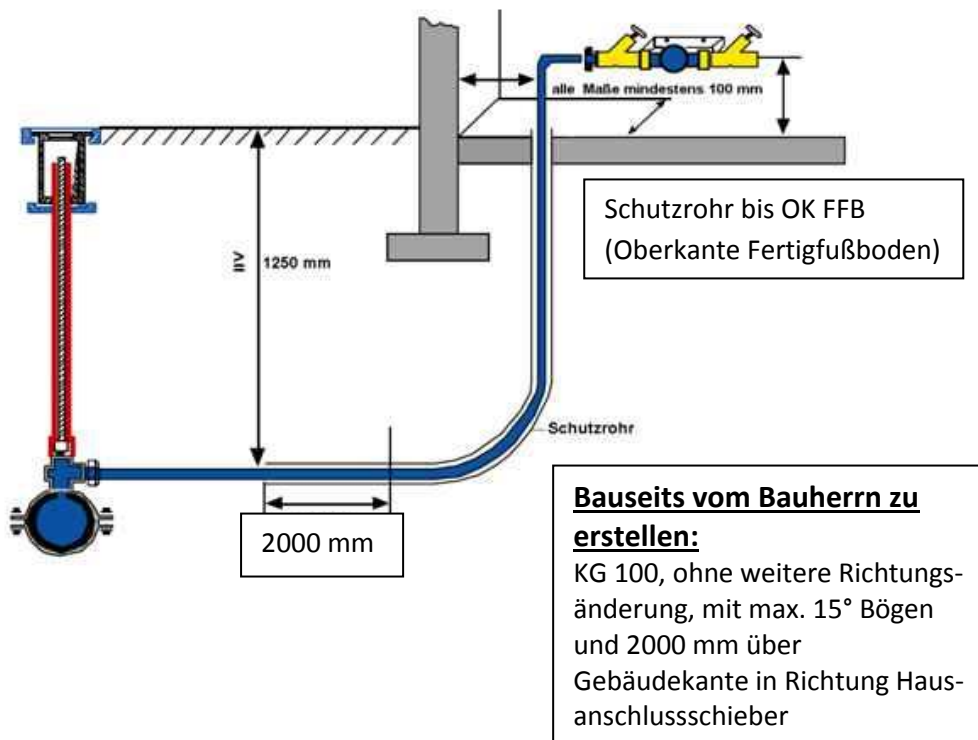 alle Maße mindestens 100 mm
Schutzrohr bis OK FFB
(Oberkante Fertigfußboden)
≥ 1250 mm
Schutzrohr
2000 mm
Bauseits vom Bauherrn zu
erstellen:
KG 100, ohne weitere Richtungs-
änderung, mit max. 15° Bögen
und 2000 mm über
Gebäudekante in Richtung Haus-
anschlussschieber